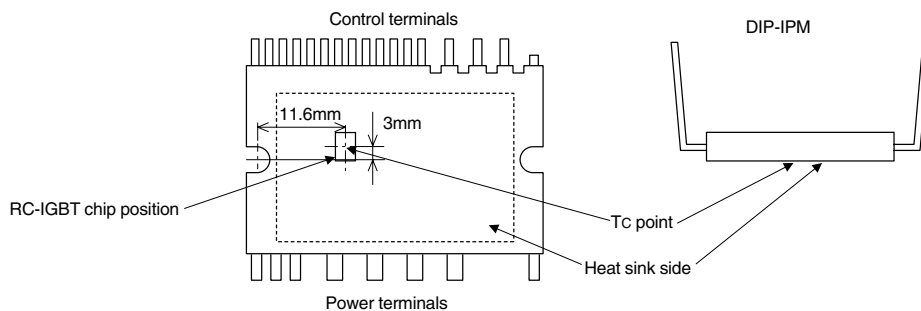 Control terminals
DIP-IPM
11.6mm
3mm
RC-IGBT chip position
TC point
Heat sink side
Power terminals